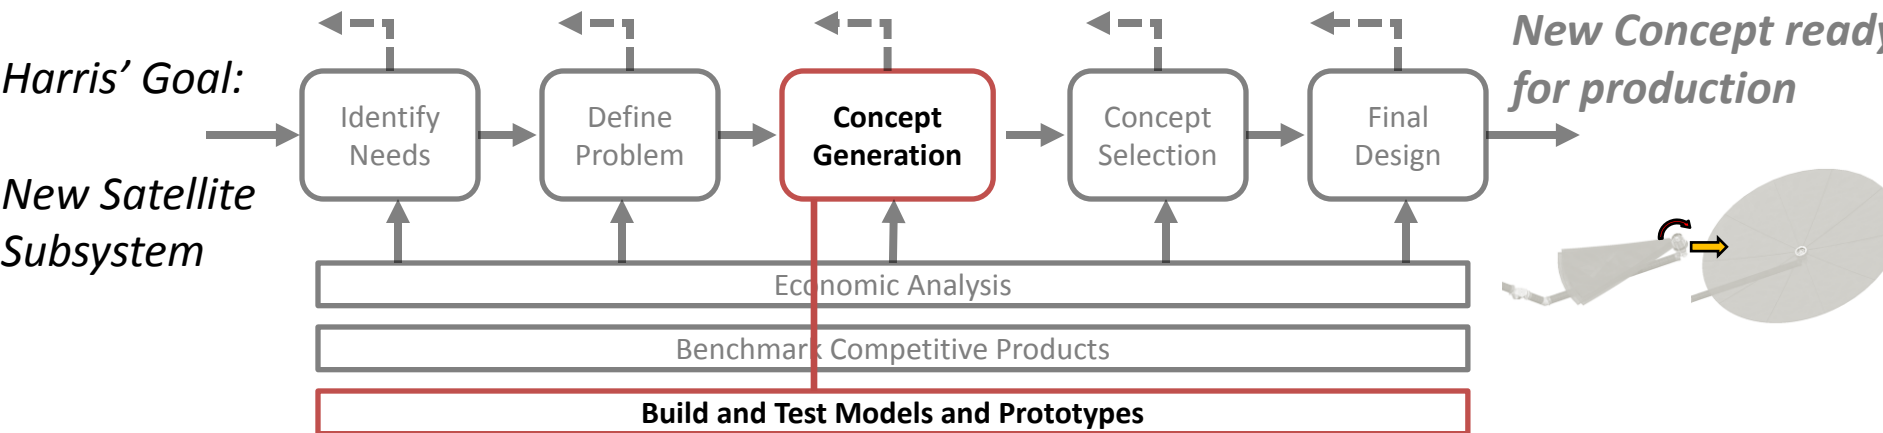 Harris’ Goal:
New Satellite
Subsystem
Identify
Needs
Define
Problem
Concept
Generation
Concept
Selection
Final
Design
New Concept ready
for production
Economic Analysis
Benchmark Competitive Products
Build and Test Models and Prototypes